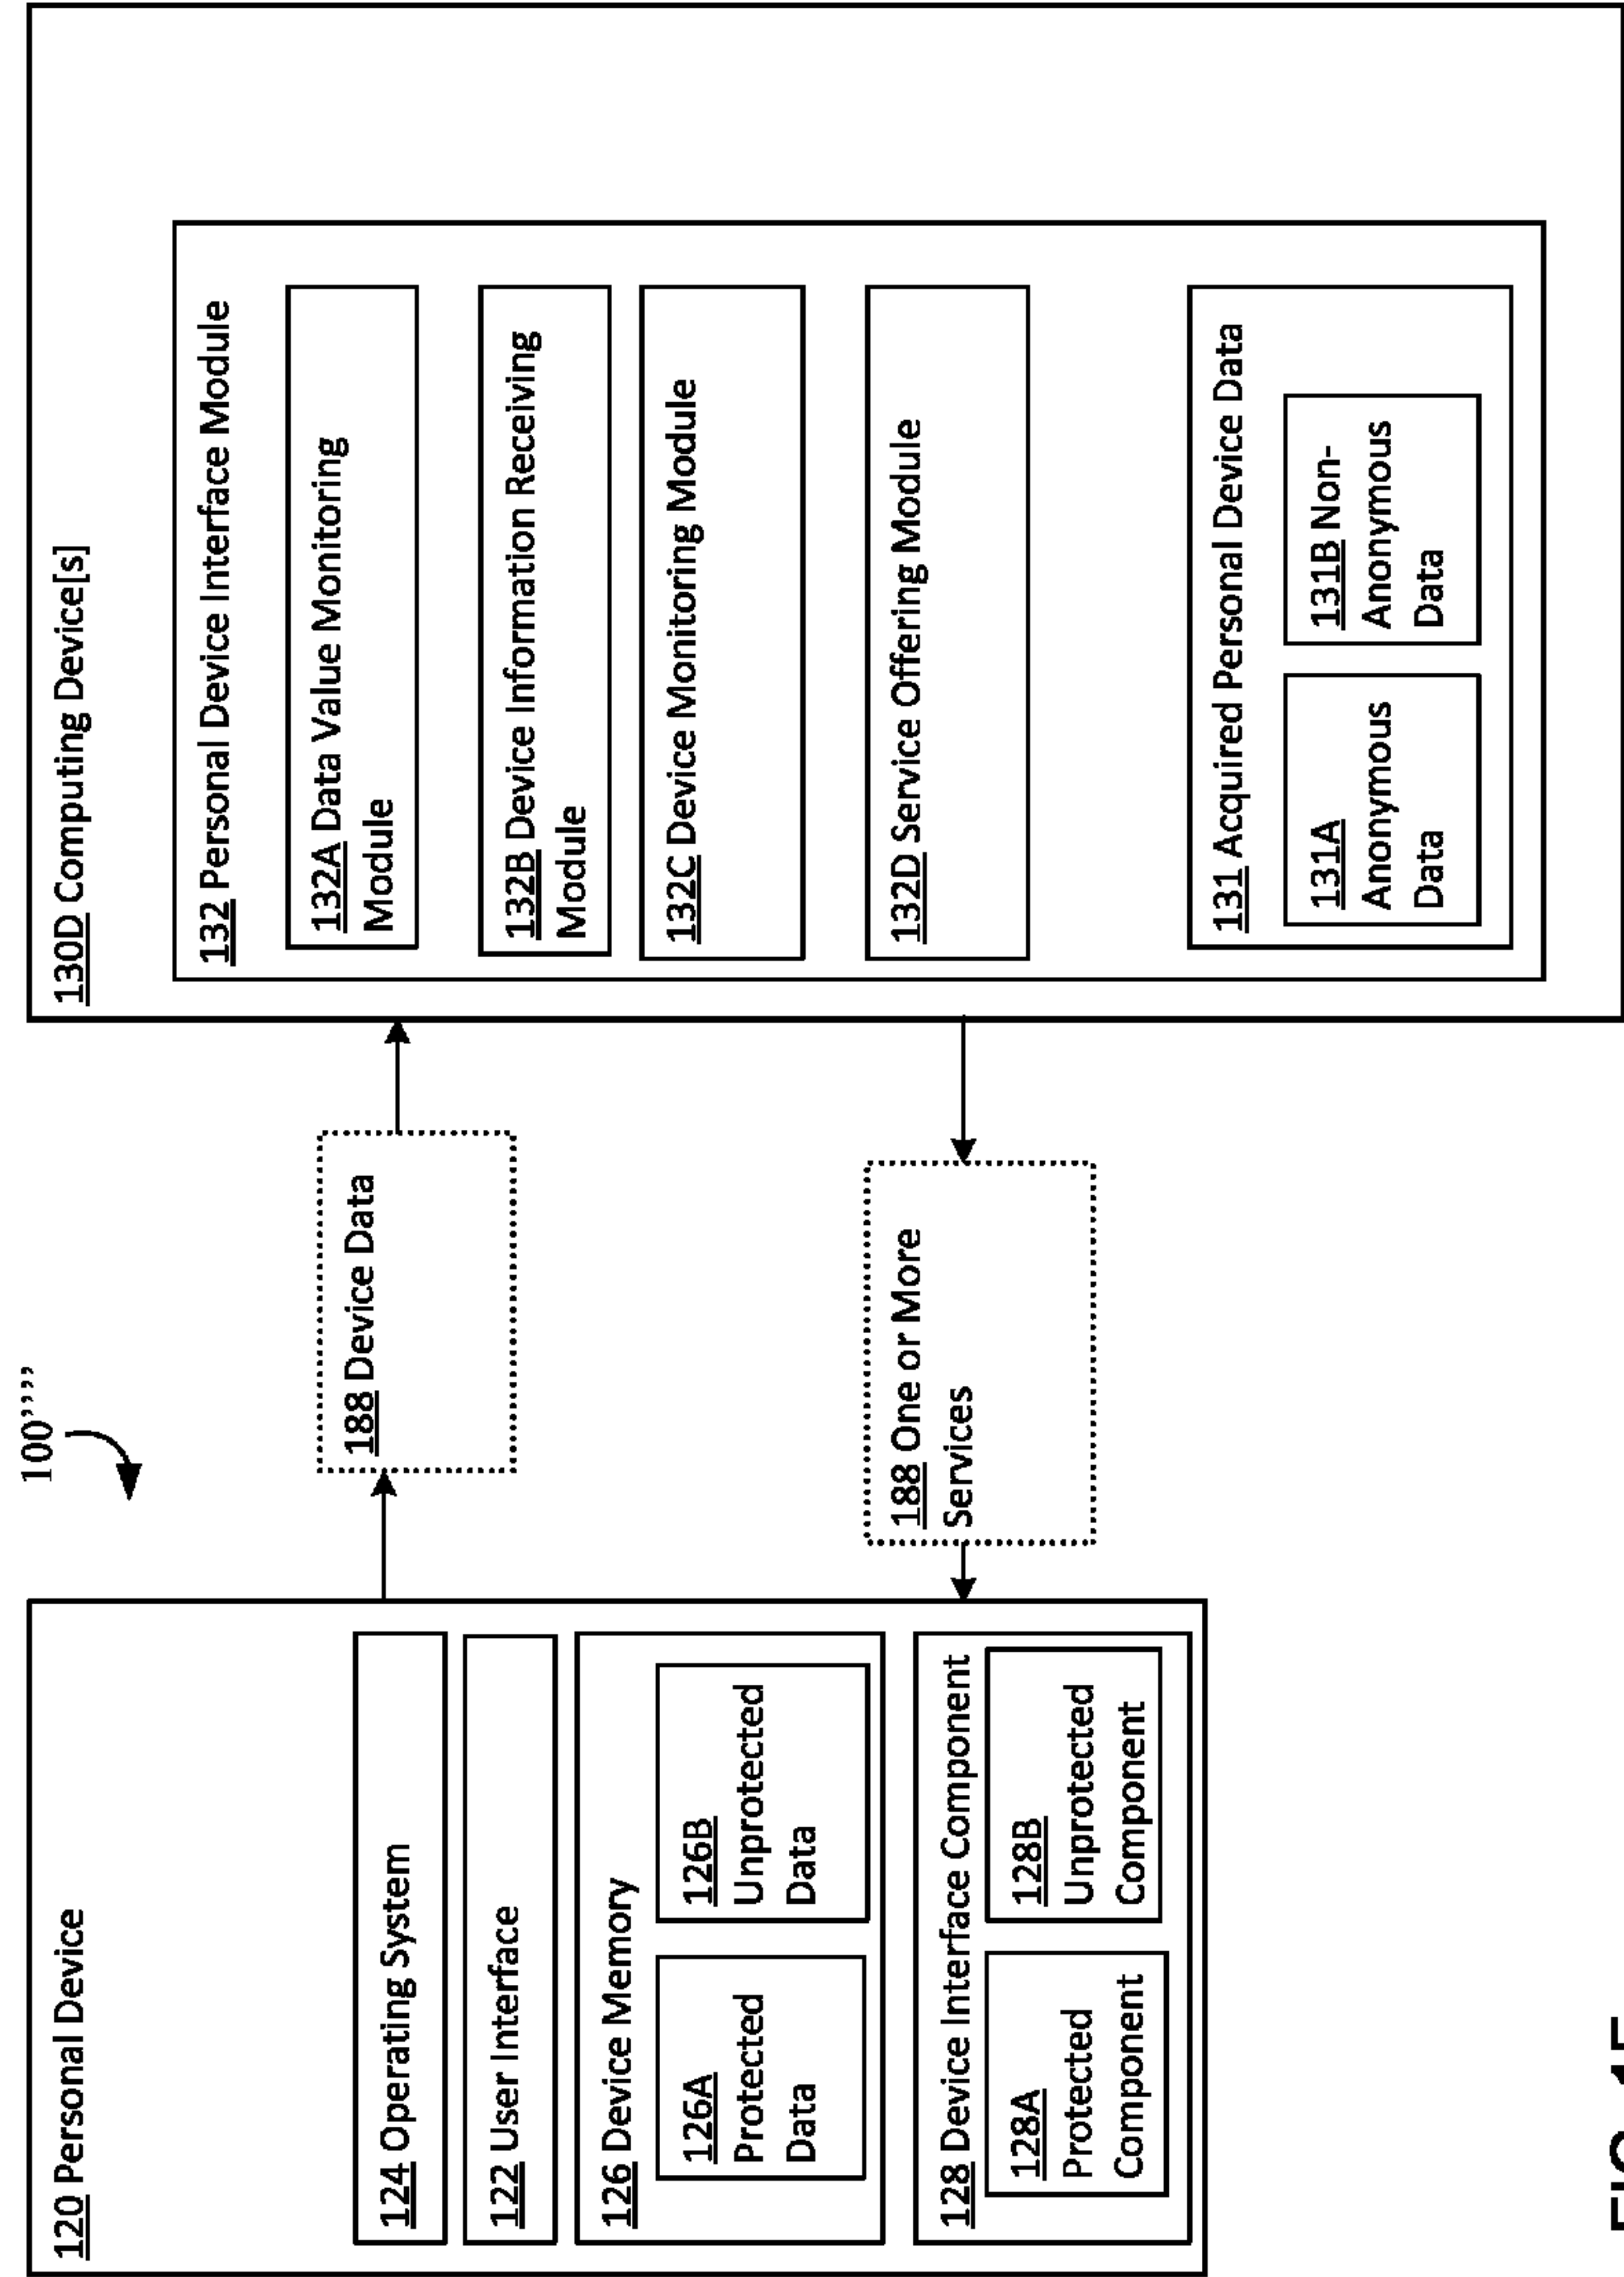 100’’’’
120 Personal Device
124 Operating System
122 User Interface
126 Device Memory
126A
Protected
Data
126B
Unprotected
Data
128 Device Interface Component
128A
Protected
Component
128B
Unprotected
Component
188 Device Data
188 One or More
Services
130D Computing Device[s]
132 Personal Device Interface Module
132A Data Value Monitoring
Module
132B Device Information Receiving
Module
132C Device Monitoring Module
132D Service Offering Module
131 Acquired Personal Device Data
131A
Anonymous
Data
131B Non-
Anonymous
Data
FIG.